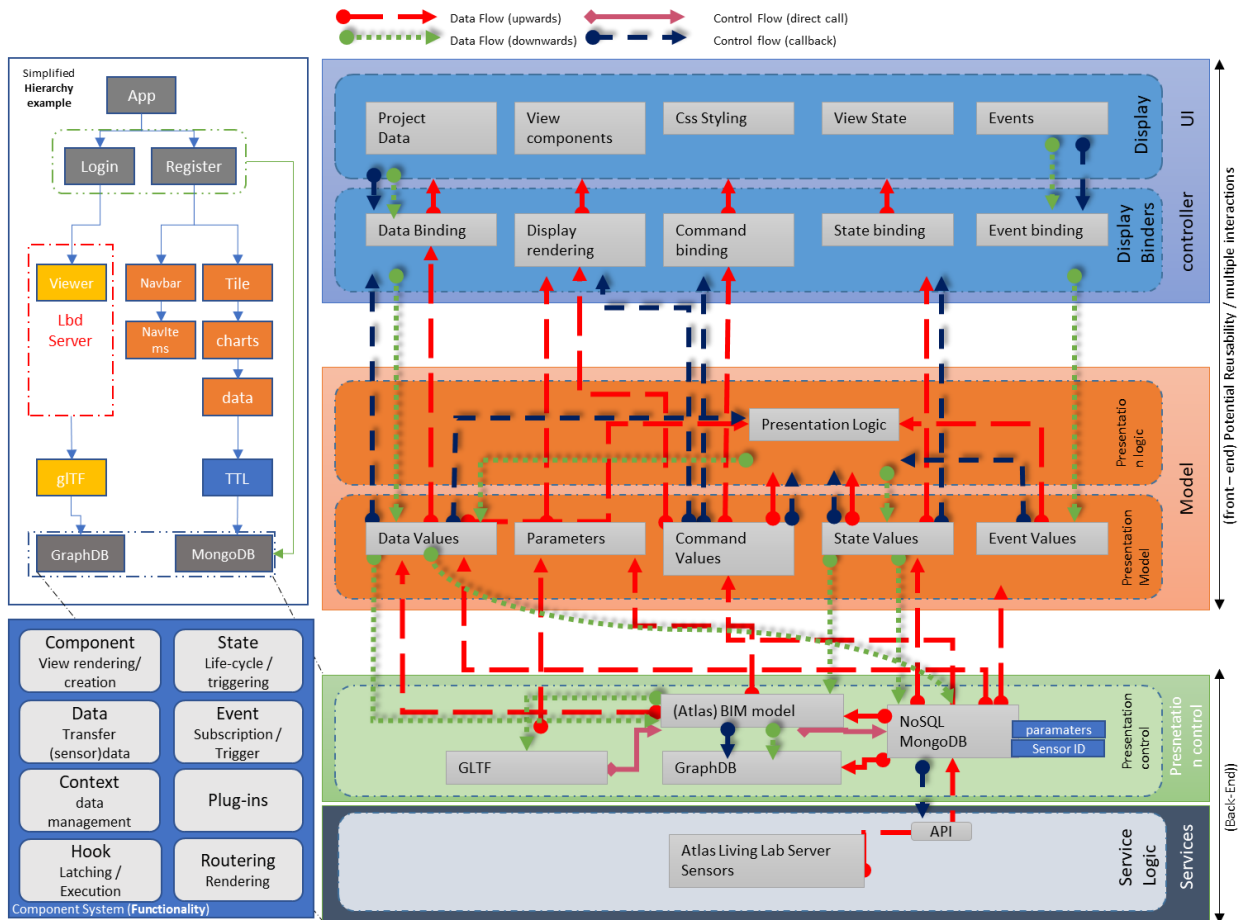 Data Flow (upwards)
Control Flow (direct call)
Data Flow (downwards)
Control flow (callback)
Simplified
Hierarchy
example
App
Login
Register
Viewer
Lbd
Server
Navbar
NavIte
ms
Tile
charts
data
glTF
TTL
GraphDB
MongoDB
Component
View rendering/
creation
State
Life-cycle /
triggering
Data
Transfer
(sensor)data
Event
Subscription /
Trigger
Context
data
management
Plug-ins
Hook
Latching /
Execution
Routering
Rendering
Component System (Functionality)
Project
Data
View
components
Css Styling
View State
Events
Display
UI
Data Binding
Display
rendering
Command
binding
State binding
Event binding
Display
Binders
controller
Presentation Logic
Presentatio
n logic
Data Values
Parameters
Command
Values
State Values
Event Values
Presentation
Model
Model
(Atlas) BIM model
NoSQL
MongoDB
paramaters
Sensor ID
GLTF
GraphDB
Presentation
control
Presnetatio
n control
API
Atlas Living Lab Server
Sensors
Service
Logic
Services
(front – end) Potential Reusability / multiple interactions
(Back-End))